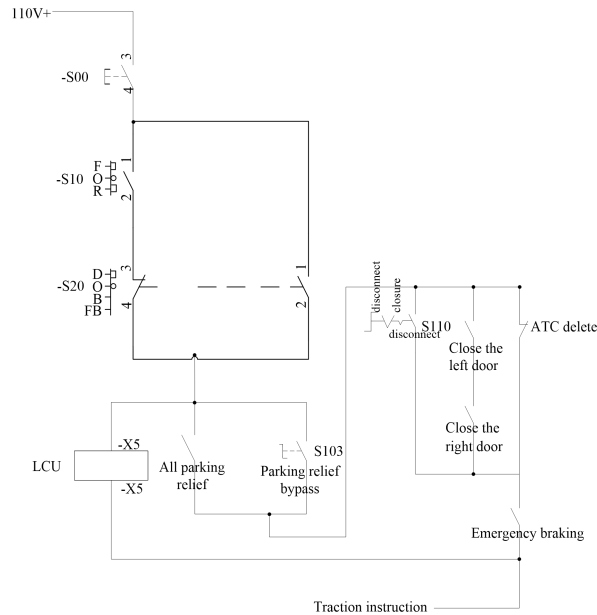 110V+
3
-S00
4
F
1
-S10
O
R
2
D
3
1
-S20
O
B
4
2
FB
disconnect
closure
disconnect
S110
ATC delete
Close the
left door
Close the
right door
-X5
LCU
-X5
All parking
relief
S103
Parking relief
bypass
Emergency braking
Traction instruction